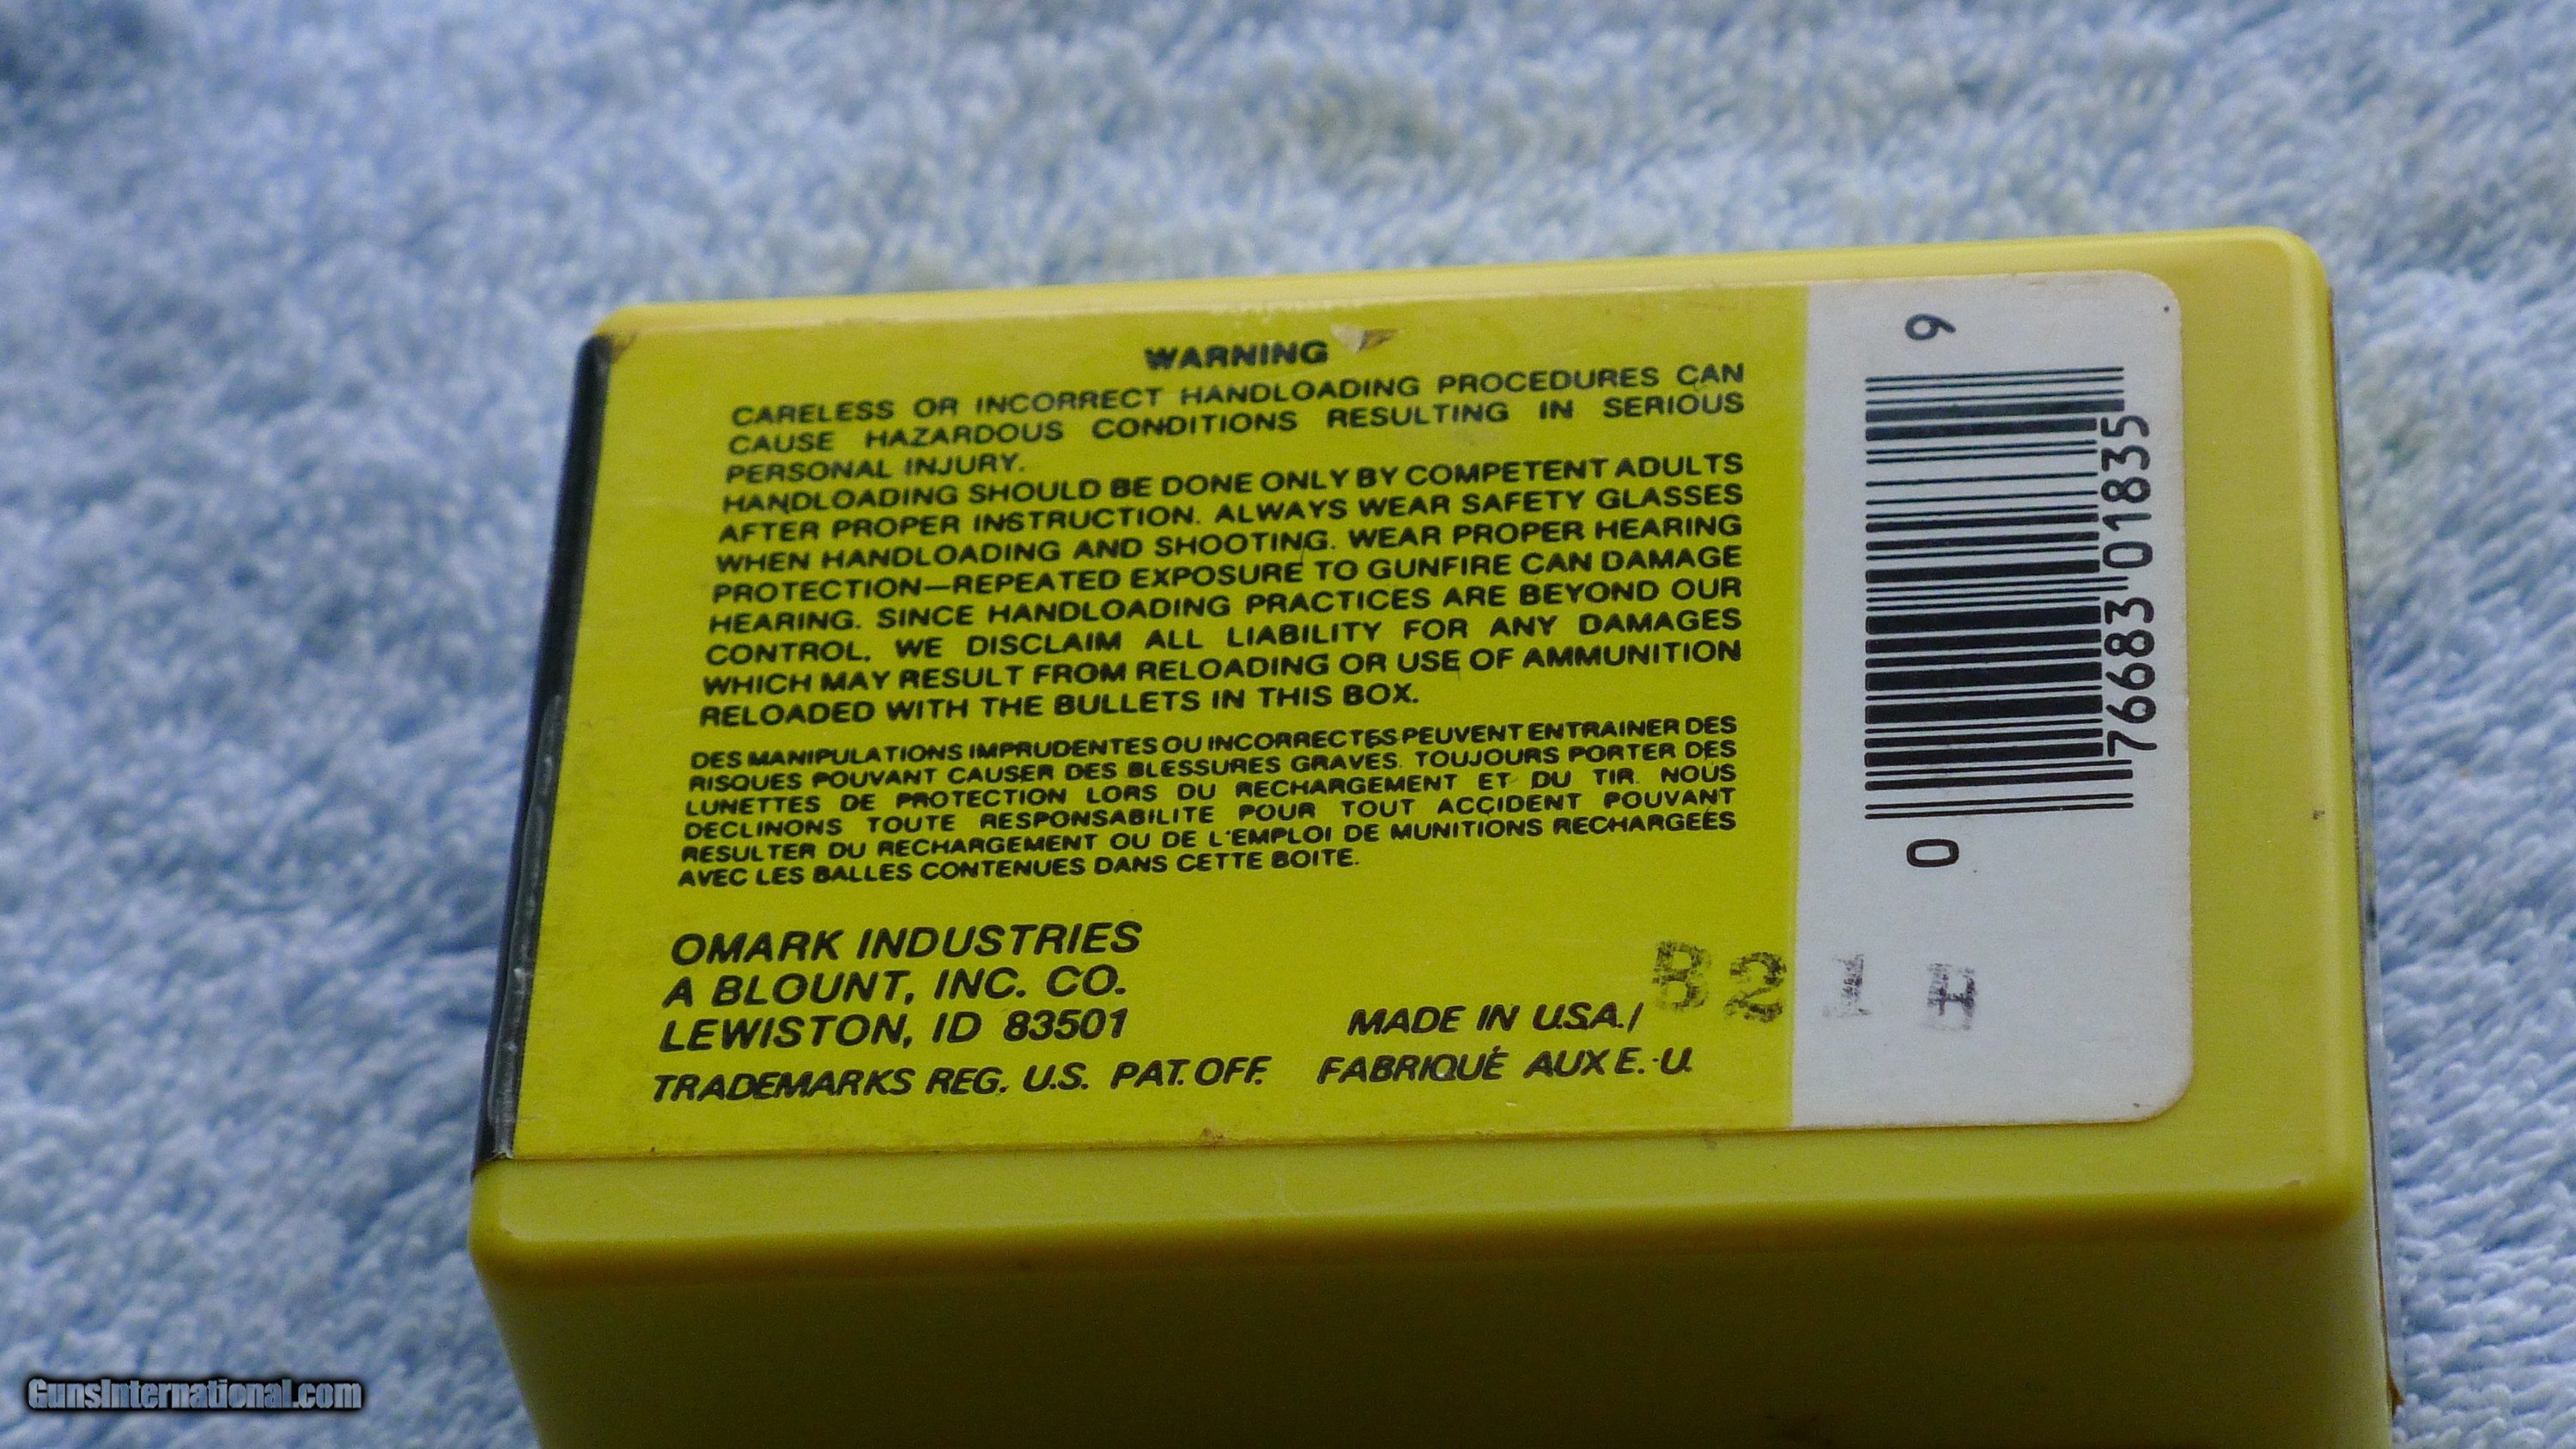 WARNING
CARELESS OR INCORRECT HANDLOADING PROCEDURES CAN
CAUSE HAZARDOUS CONDITIONS RESULTING IN SERIOUS
PERSONAL INJURY.
HANDLOADING SHOULD BE DONE ONLY BY COMPETENT ADULTS
AFTER PROPER INSTRUCTION. ALWAYS WEAR SAFETY GLASSES
WHEN HANDLOADING AND SHOOTING. WEAR PROPER HEARING
PROTECTION—REPEATED EXPOSURE TO GUNFIRE CAN DAMAGE
HEARING. SINCE HANDLOADING PRACTICES ARE BEYOND OUR
CONTROL, WE DISCLAIM ALL LIABILITY FOR ANY DAMAGES
WHICH MAY RESULT FROM RELOADING OR USE OF AMMUNITION
RELOADED WITH THE BULLETS IN THIS BOX.
DES MANIPULATIONS IMPRUDENTES OU INCORRECTES PEUVENT ENTRAINER DES
RISQUES POUVANT CAUSER DES BLESSURES GRAVES. TOUJOURS PORTER DES
LUNETTES DE PROTECTION LORS DU RECHARGEMENT ET DU TIR. NOUS
DECLINONS TOUTE RESPONSABILITE POUR TOUT ACCIDENT POUVANT
RESULTER DU RECHARGEMENT OU DE L'EMPLOI DE MUNITIONS RECHARGEÉS
AVEC LES BALLES CONTENUES DANS CETTE BOITE.
OMARK INDUSTRIES
A BLOUNT, INC. CO.
LEWISTON, ID 83501
TRADEMARKS REG. U.S. PAT. OFF.
MADE IN U.S.A./
FABRIQUÉ AUX E.-U.
B21H
0 76683 01835 9
GunsInternational.com